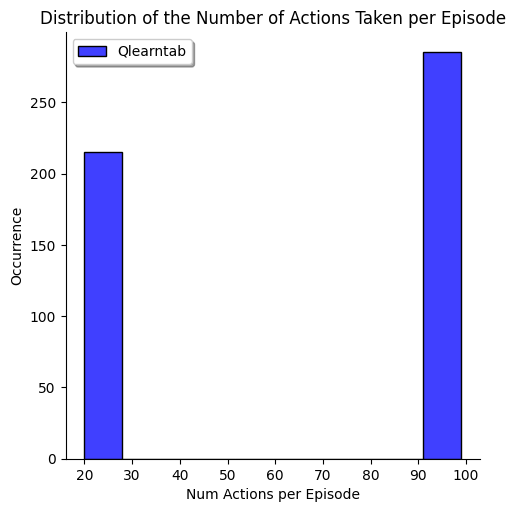 Distribution of the Number of Actions Taken per Episode
Qlearntab
250
200
150
100
50
0
Occurrence
20 30 40 50 60 70 80 90 100
Num Actions per Episode